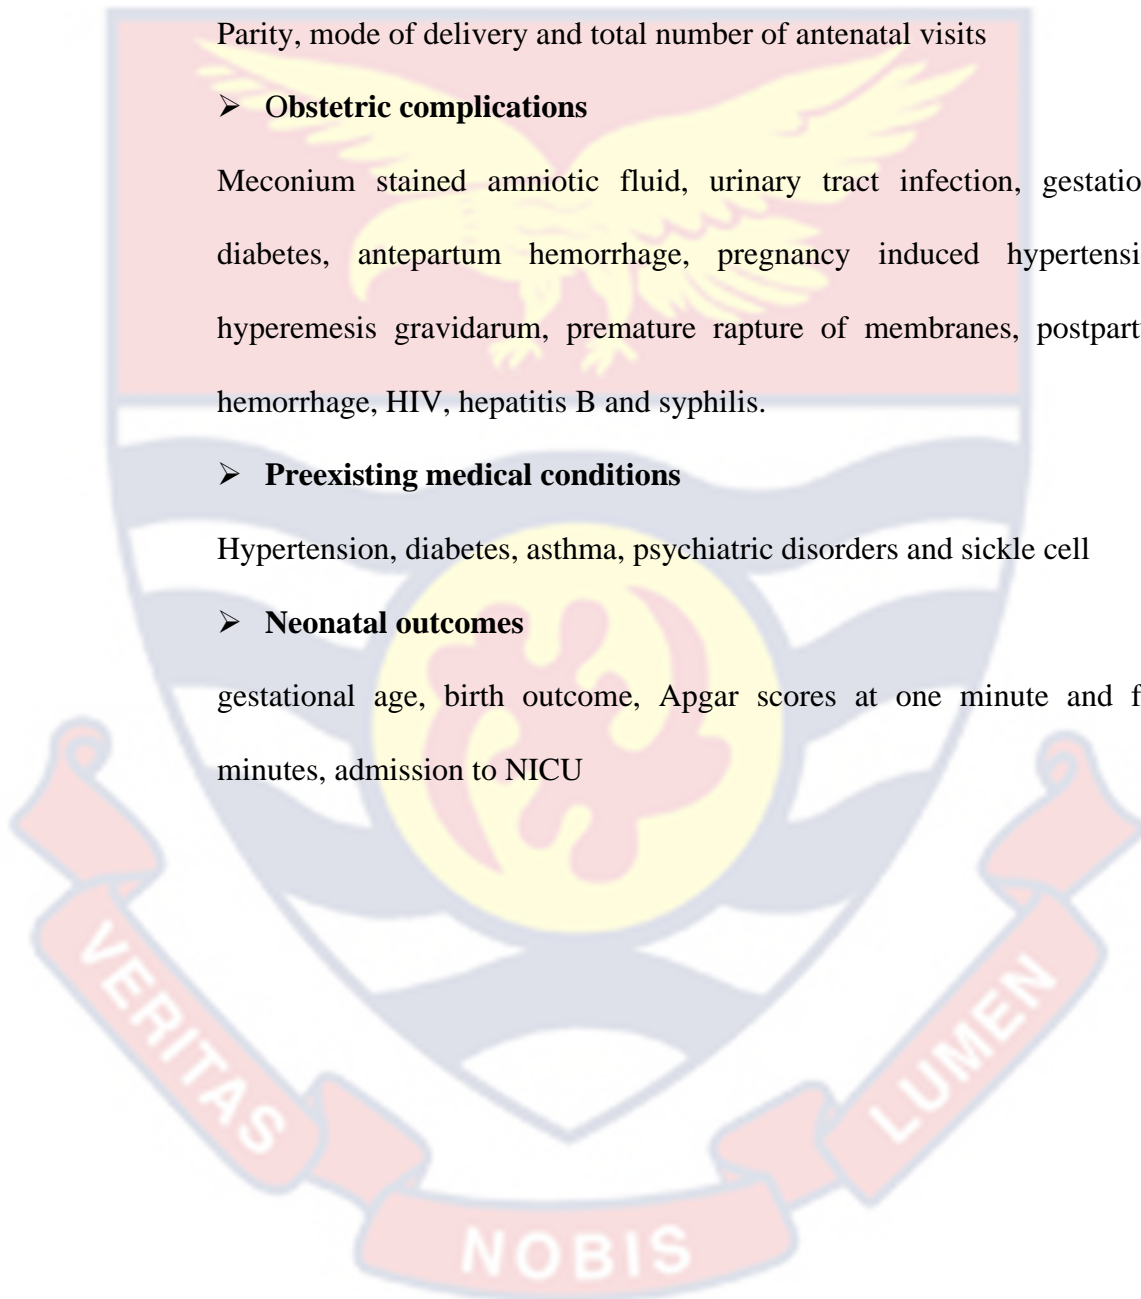 Parity, mode of delivery and total number of antenatal visits
➢ Obstetric complications
Meconium stained amniotic fluid, urinary tract infection, gestatio
diabetes, antepartum hemorrhage, pregnancy induced hypertensi
hyperemesis gravidarum, premature rapture of membranes, postpart
hemorrhage, HIV, hepatitis B and syphilis.
➢ Preexisting medical conditions
Hypertension, diabetes, asthma, psychiatric disorders and sickle cell
➢ Neonatal outcomes
gestational age, birth outcome, Apgar scores at one minute and f
minutes, admission to NICU
VERITAS
NOBIS
LUMEN